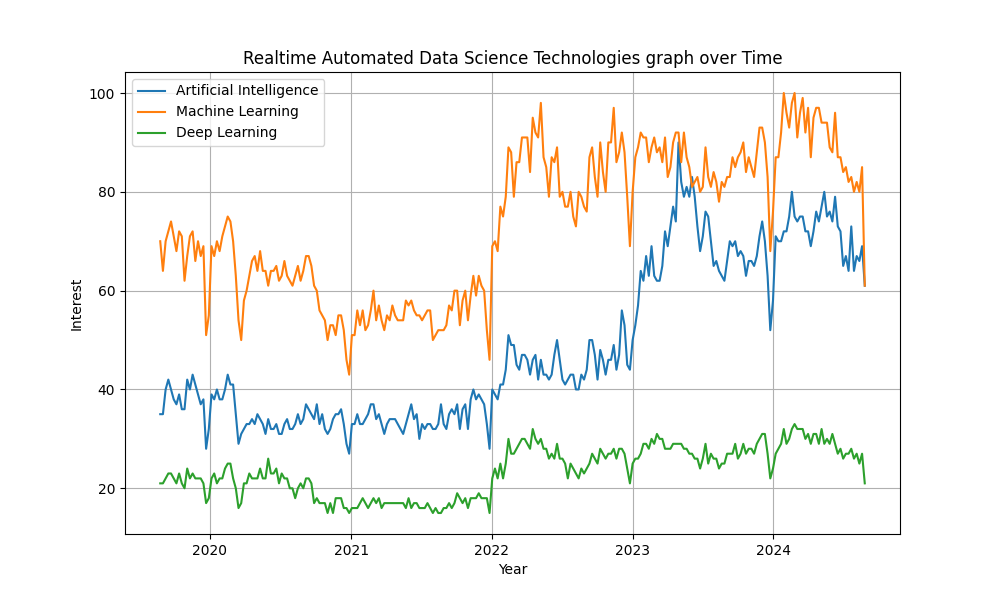 Realtime Automated Data Science Technologies graph over Time
Artificial Intelligence
Machine Learning
Deep Learning
100
80
60
40
20
Interest
2020 2021 2022 2023 2024
Year